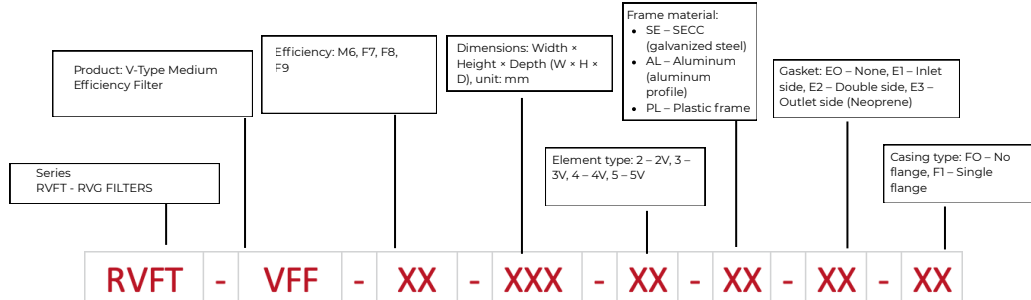 Frame material:
• SE – SECC
(galvanized steel)
• AL – Aluminum
(aluminum
profile)
• PL – Plastic frame
Efficiency: M6, F7, F8,
F9
Dimensions: Width ×
Height × Depth (W × H ×
D), unit: mm
Product: V-Type Medium
Efficiency Filter
Gasket: EO – None, E1 – Inlet
side, E2 – Double side, E3 –
Outlet side (Neoprene)
Series
RVFT - RVG FILTERS
Element type: 2 – 2V, 3 –
3V, 4 – 4V, 5 – 5V
Casing type: FO – No
flange, F1 – Single
flange
RVFT - VFF - XX - XXX - XX - XX - XX - XX